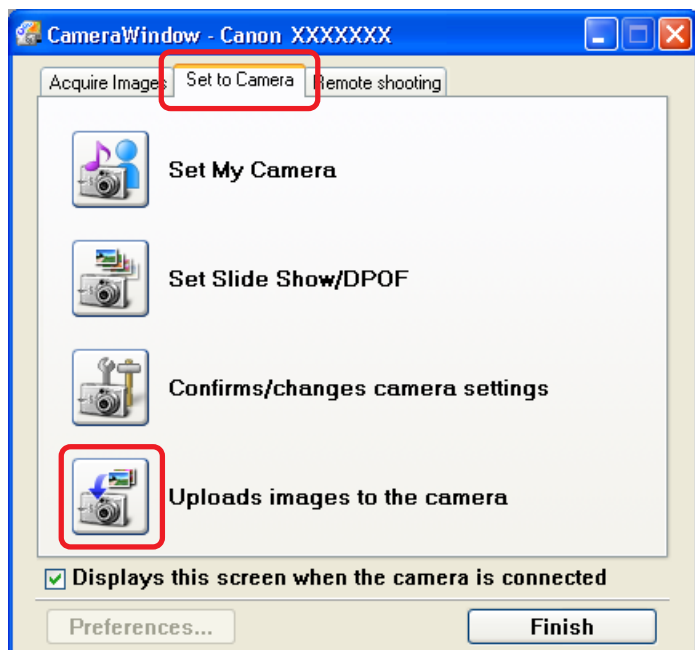 CameraWindow - Canon XXXXXXX
Acquire Images Set to Camera Remote shooting
Set My Camera
Set Slide Show/DPOF
Confirms/changes camera settings
Uploads images to the camera
Displays this screen when the camera is connected
Preferences... Finish